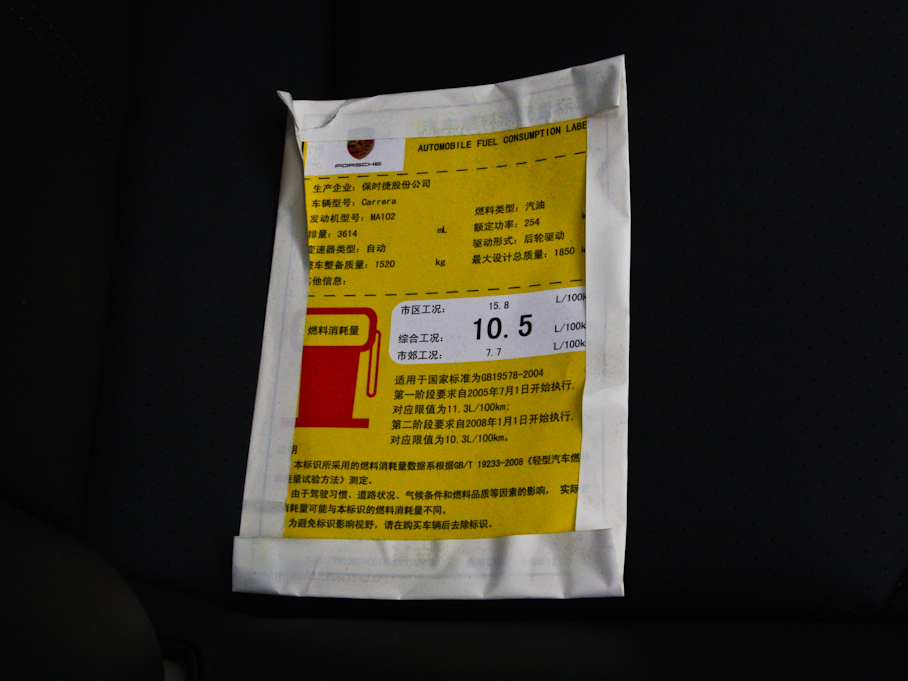 PORSCHE
AUTOMOBILE FUEL CONSUMPTION LABE
生产企业：保时捷股份公司
车辆型号：Carrera
发动机型号：MA102
燃料类型：汽油
排量：3614 mL
额定功率：254
变速器类型：自动
驱动形式：后轮驱动
整车整备质量：1520 kg
最大设计总质量：1850 k
其他信息：
燃料消耗量
市区工况： 15.8 L/100k
综合工况： 10.5 L/100k
市郊工况： 7.7 L/100k
适用于国家标准为GB19578-2004
第一阶段要求自2005年7月1日开始执行，
对应限值为11.3L/100km；
第二阶段要求自2008年1月1日开始执行，
对应限值为10.3L/100km。
明
本标识所采用的燃料消耗量数据系根据GB/T 19233-2008《轻型汽车燃
量试验方法》测定。
由于驾驶习惯、道路状况、气候条件和燃料品质等因素的影响， 实际
消耗量可能与本标识的燃料消耗量不同。
为避免标识影响视野，请在购买车辆后去除标识。